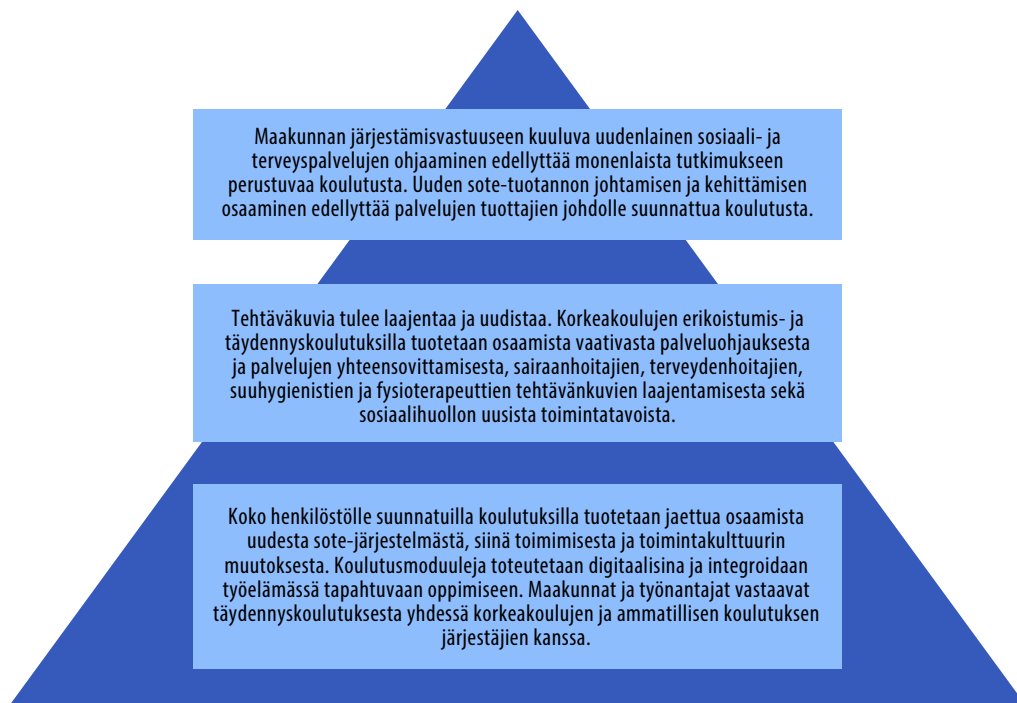 Maakunnan järjestämisvastuuseen kuuluva uudenlainen sosiaali- ja
terveyspalvelujen ohjaaminen edellyttää monenlaista tutkimukseen
perustuvaa koulutusta. Uuden sote-tuotannon johtamisen ja kehittämisen
osaaminen edellyttää palvelujen tuottajien johdolle suunnattua koulutusta.
Tehtäväkuvia tulee laajentaa ja uudistaa. Korkeakoulujen erikoistumis- ja
täydennyskoulutuksilla tuotetaan osaamista vaativasta palveluohjauksesta
ja palvelujen yhteensovittamisesta, sairaanhoitajien, terveydenhoitajien,
suuhygienistien ja fysioterapeuttien tehtävänkuvien laajentamisesta sekä
sosiaalihuollon uusista toimintatavoista.
Koko henkilöstölle suunnatuilla koulutuksilla tuotetaan jaettua osaamista
uudesta sote-järjestelmästä, siinä toimimisesta ja toimintakulttuurin
muutoksesta. Koulutusmoduuleja toteutetaan digitaalisina ja integroidaan
työelämässä tapahtuvaan oppimiseen. Maakunnat ja työnantajat vastaavat
täydennyskoulutuksesta yhdessä korkeakoulujen ja ammatillisen koulutuksen
järjestäjien kanssa.